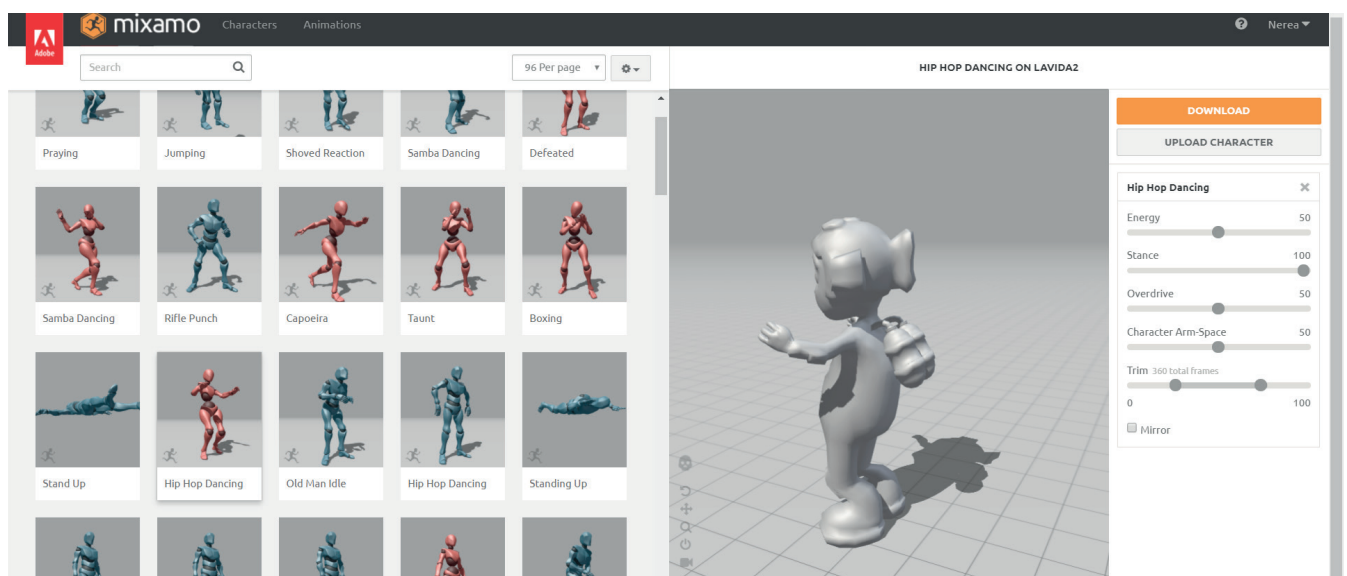 Adobe
mixamo
Characters
Animations
Nerea
Search
96 Per page
HIP HOP DANCING ON LAVIDA2
Praying
Jumping
Shoved Reaction
Samba Dancing
Defeated
Samba Dancing
Rifle Punch
Capoeira
Taunt
Boxing
Stand Up
Hip Hop Dancing
Old Man Idle
Hip Hop Dancing
Standing Up
DOWNLOAD
UPLOAD CHARACTER
Hip Hop Dancing
Energy 50
Stance 100
Overdrive 50
Character Arm-Space 50
Trim 360 total frames
0 100
Mirror